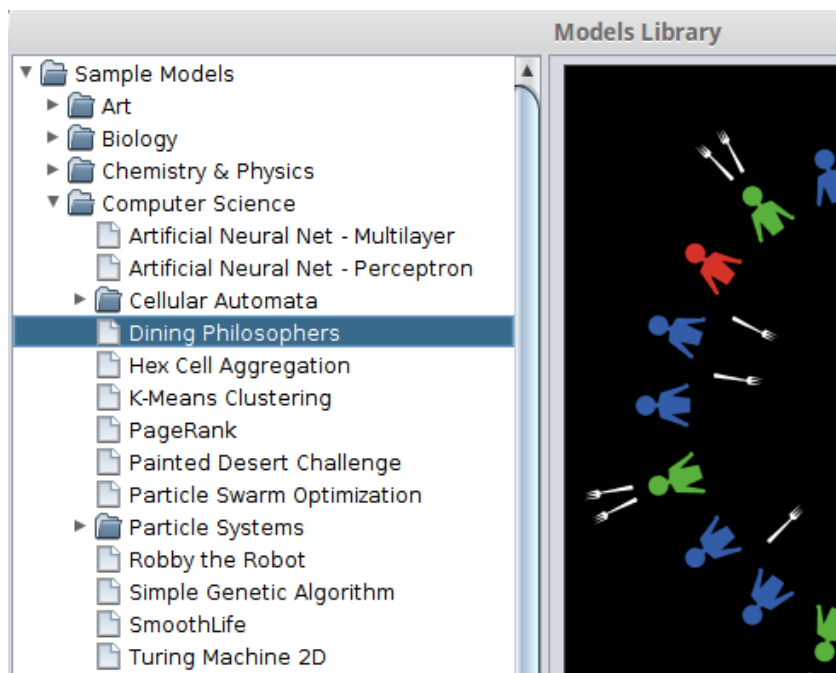 Models Library
Sample Models
Art
Biology
Chemistry & Physics
Computer Science
Artificial Neural Net - Multilayer
Artificial Neural Net - Perceptron
Cellular Automata
Dining Philosophers
Hex Cell Aggregation
K-Means Clustering
PageRank
Painted Desert Challenge
Particle Swarm Optimization
Particle Systems
Robby the Robot
Simple Genetic Algorithm
SmoothLife
Turing Machine 2D